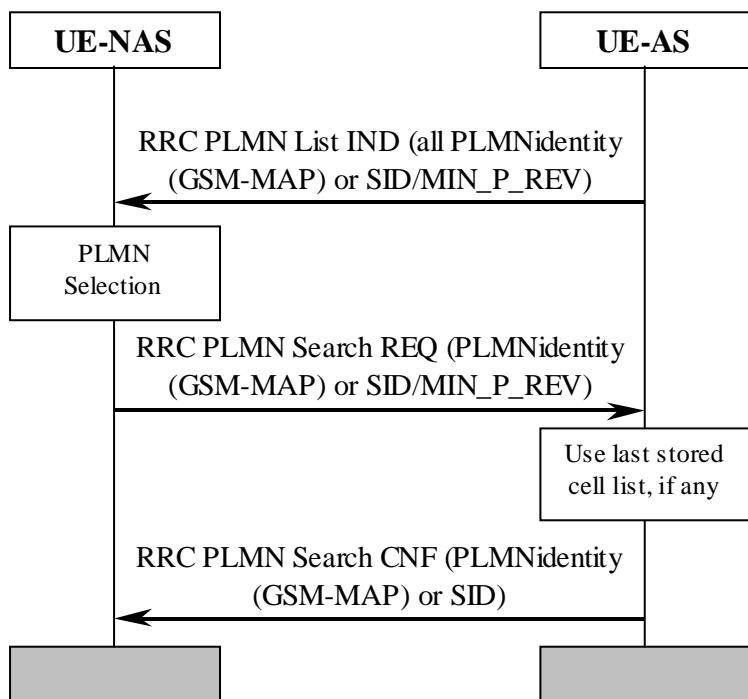 UE-NAS
UE-AS
RRC PLMN List IND (all PLMNidentity
(GSM-MAP) or SID/MIN_P_REV)
PLMN
Selection
RRC PLMN Search REQ (PLMNidentity
(GSM-MAP) or SID/MIN_P_REV)
Use last stored
cell list, if any
RRC PLMN Search CNF (PLMNidentity
(GSM-MAP) or SID)